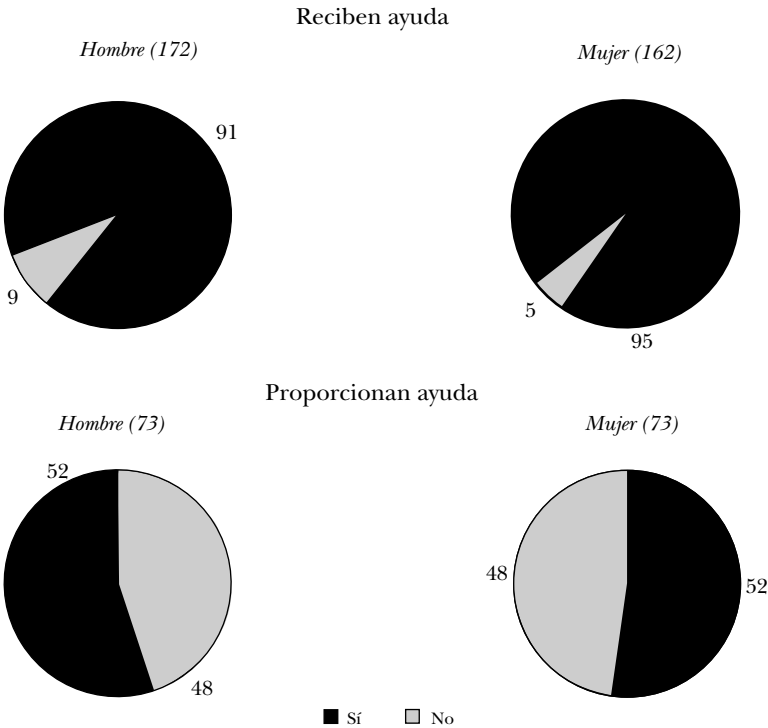 Reciben ayuda
Hombre (172)
Mujer (162)
91
9
5
95
Proporcionan ayuda
Hombre (73)
Mujer (73)
52
48
48
52
Sí No